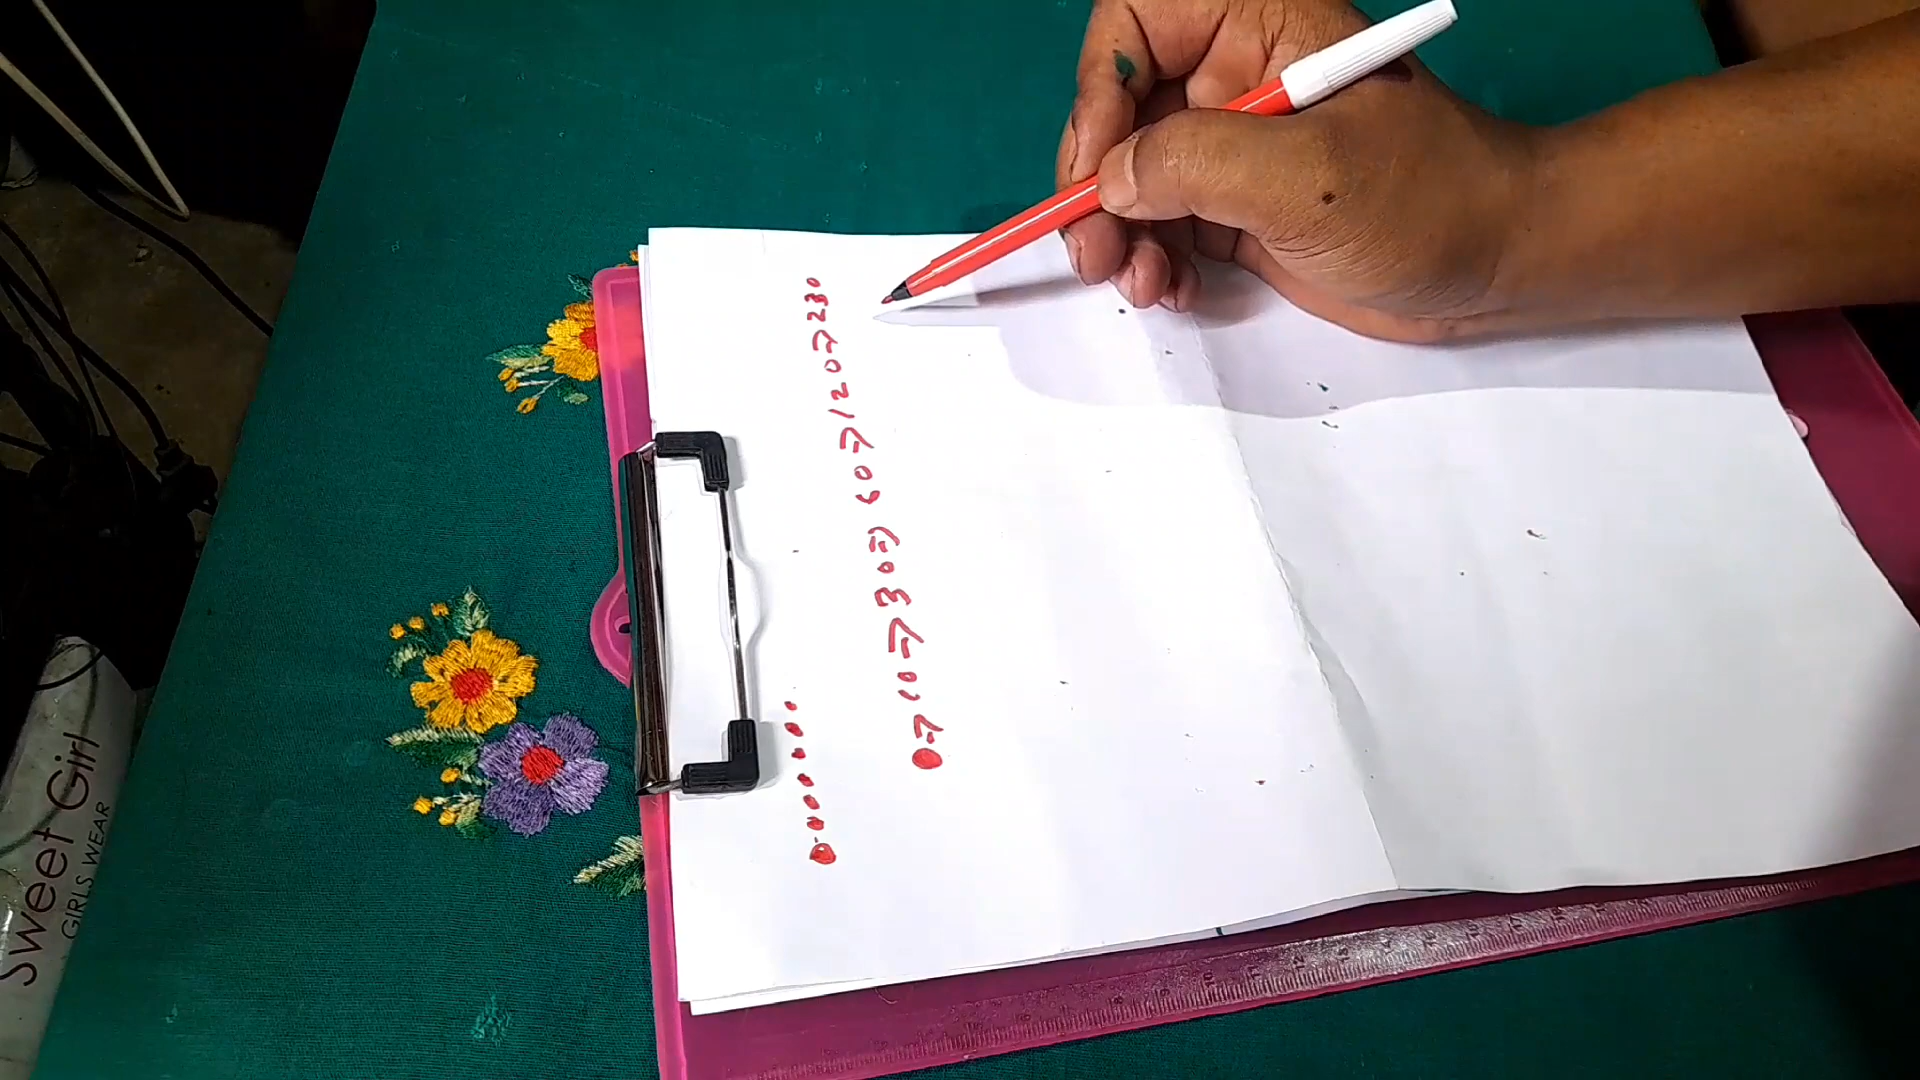 ● ⇒ 10 ⇒ 30 ⇒ 60 ⇒ 120 ⇒ 230
Sweet Girl
GIRLS WEAR